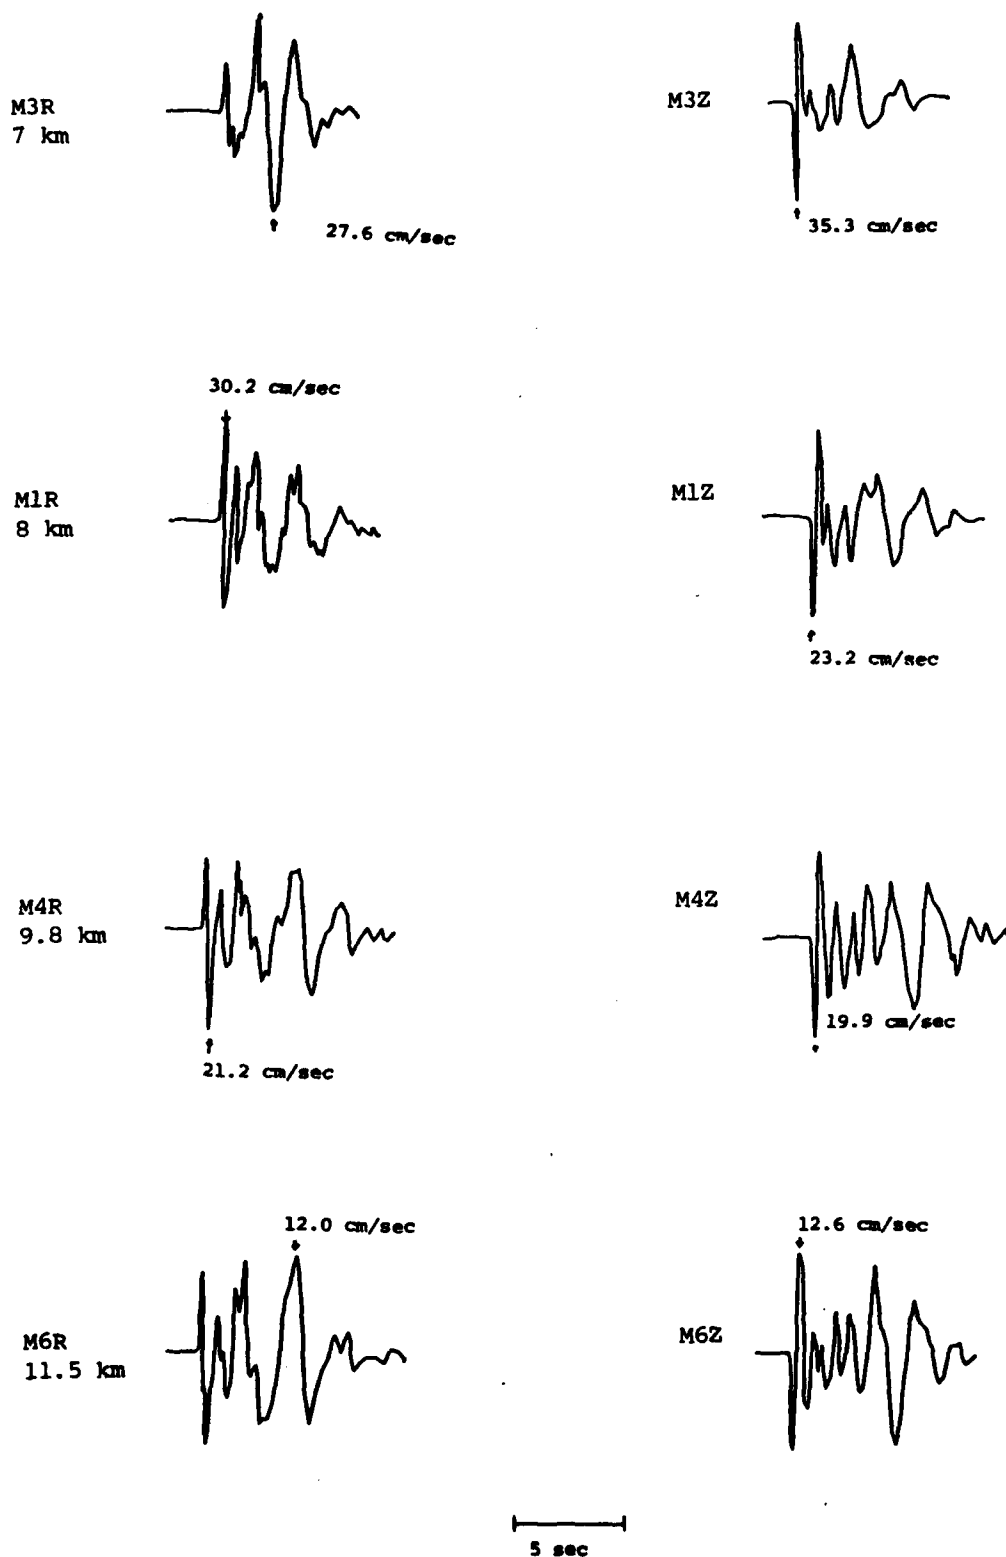 M3R
7 km
27.6 cm/sec
M3Z
35.3 cm/sec
30.2 cm/sec
M1R
8 km
M1Z
23.2 cm/sec
M4R
9.8 km
21.2 cm/sec
M4Z
19.9 cm/sec
12.0 cm/sec
M6R
11.5 km
12.6 cm/sec
M6Z
5 sec